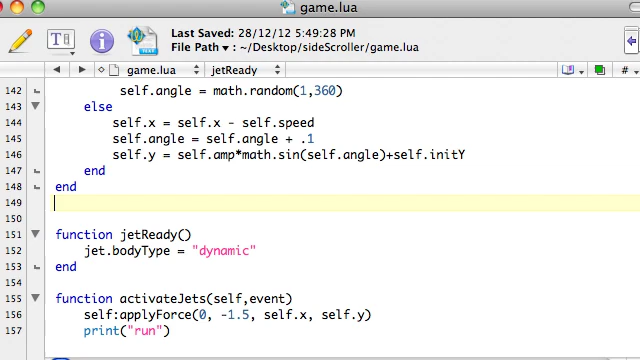 game.lua
Last Saved: 28/12/12 5:49:28 PM
File Path ▾: ~/Desktop/sideScroller/game.lua
game.lua jetReady #
142 self.angle = math.random(1,360)
143 else
144 self.x = self.x - self.speed
145 self.angle = self.angle + .1
146 self.y = self.amp*math.sin(self.angle)+self.initY
147 end
148 end
149
150
151 function jetReady()
152 jet.bodyType = "dynamic"
153 end
154
155 function activateJets(self,event)
156 self:applyForce(0, -1.5, self.x, self.y)
157 print("run")